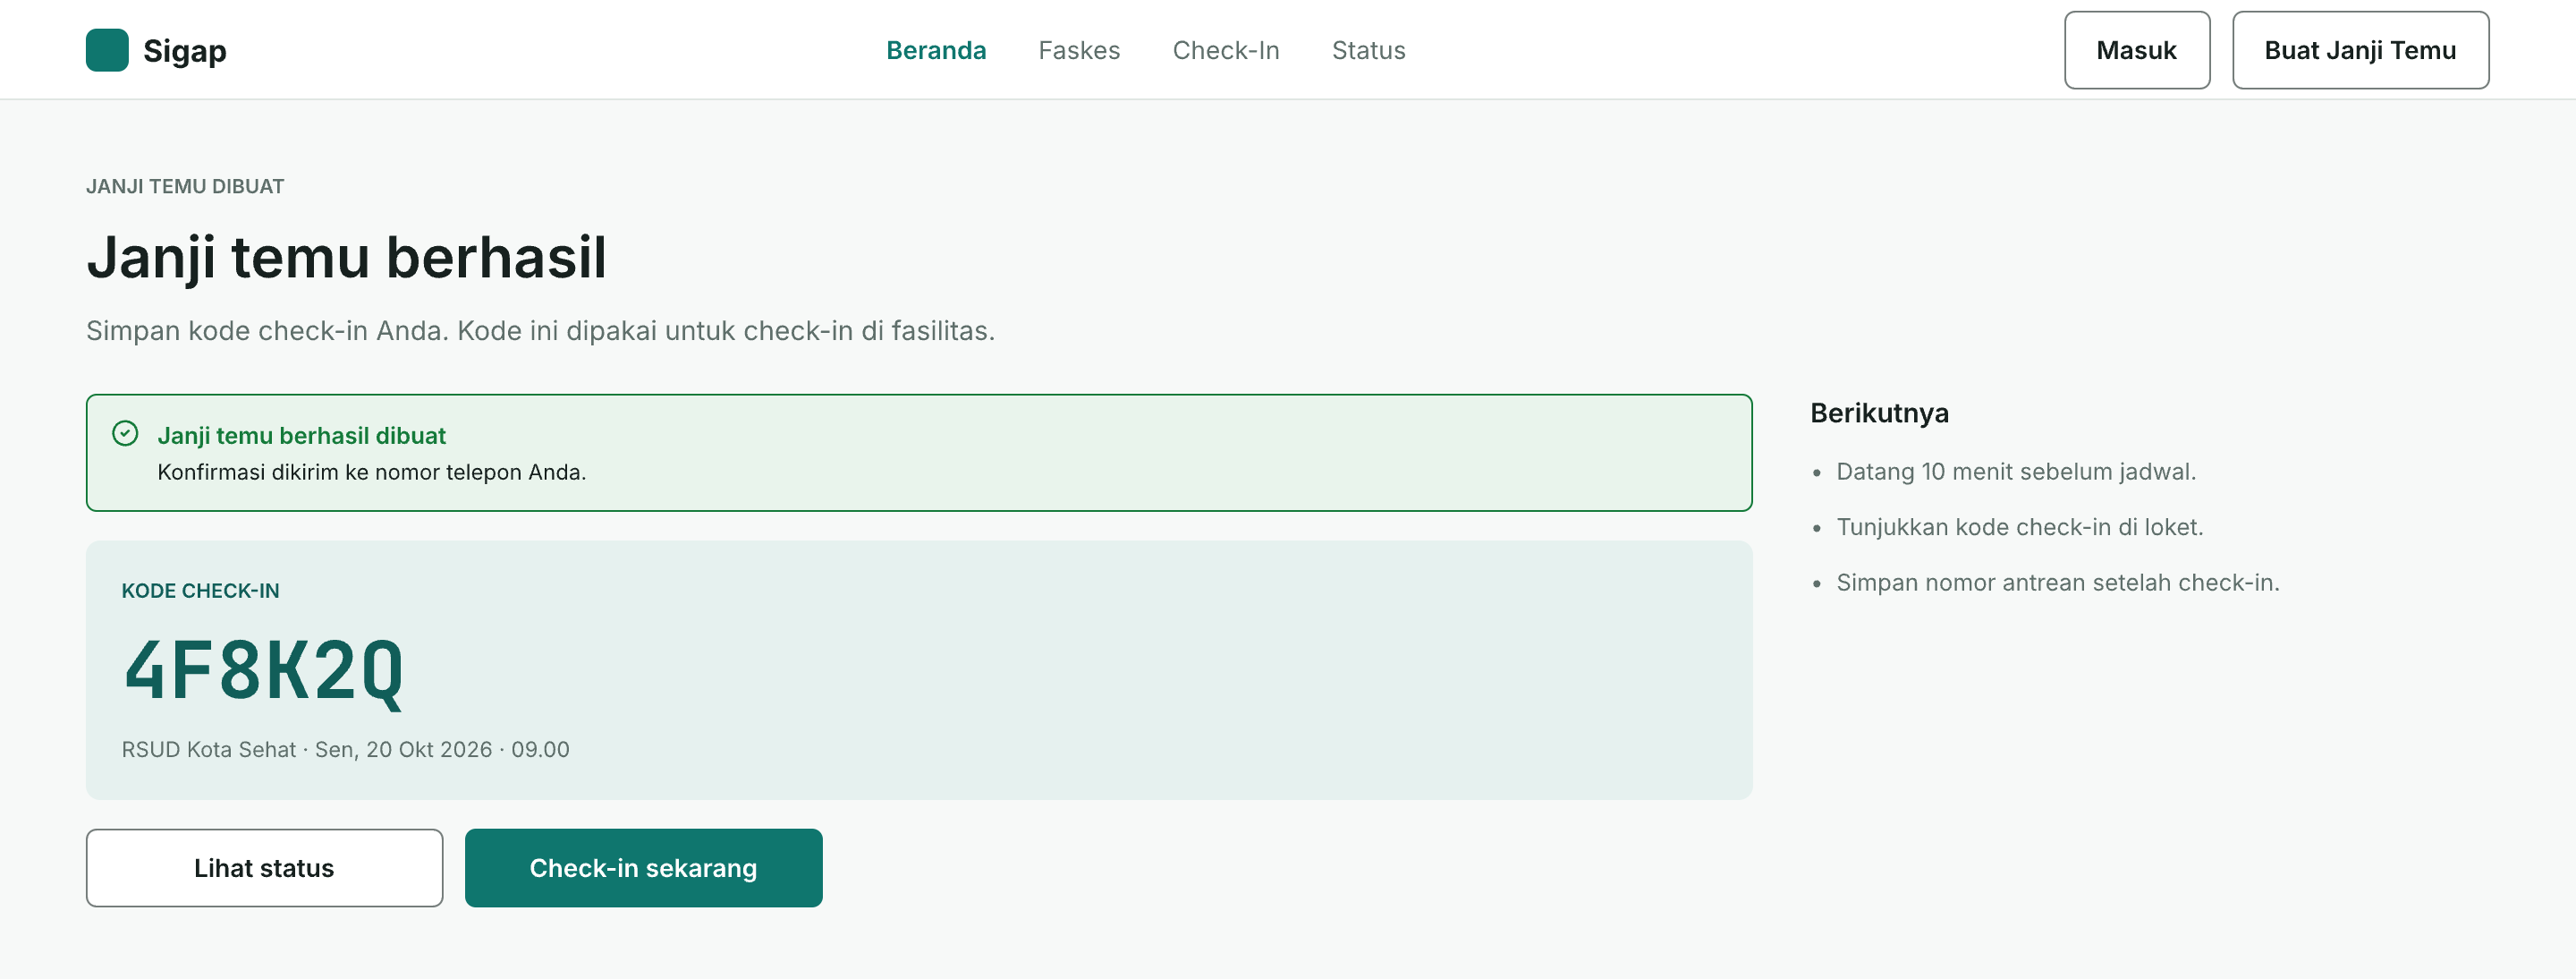 Sigap
Beranda
Faskes
Check-In
Status
Masuk
Buat Janji Temu
JANJI TEMU DIBUAT
Janji temu berhasil
Simpan kode check-in Anda. Kode ini dipakai untuk check-in di fasilitas.
Janji temu berhasil dibuat
Konfirmasi dikirim ke nomor telepon Anda.
KODE CHECK-IN
4F8K2Q
RSUD Kota Sehat · Sen, 20 Okt 2026 · 09.00
Lihat status
Check-in sekarang
Berikutnya
• Datang 10 menit sebelum jadwal.
• Tunjukkan kode check-in di loket.
• Simpan nomor antrean setelah check-in.